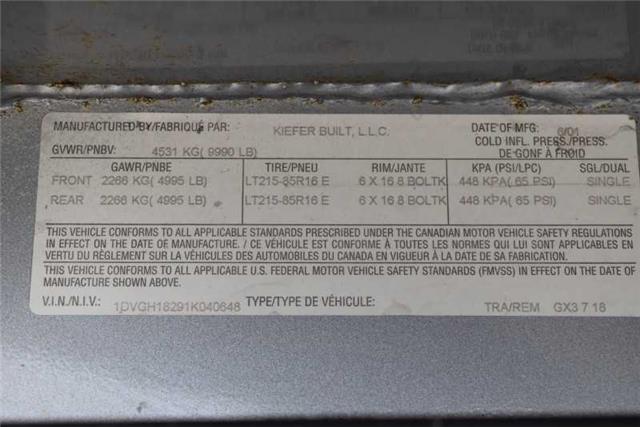 MANUFACTURED BY/FABRIQUÉ PAR: KIEFER BUILT, L.L.C. DATE OF MFG: 6/01
GVWR/PNBV: 4531 KG( 9990 LB) COLD INFL. PRESS./PRESS. DE GONF À FROID
GAWR/PNBE TIRE/PNEU RIM/JANTE KPA (PSI/LPC) SGL/DUAL
FRONT 2266 KG( 4995 LB) LT215-85R16 E 6 X 16 8 BOLTK 448 KPA( 65 PSI) SINGLE
REAR 2266 KG( 4995 LB) LT215-85R16 E 6 X 16 8 BOLTK 448 KPA( 65 PSI) SINGLE
THIS VEHICLE CONFORMS TO ALL APPLICABLE STANDARDS PRESCRIBED UNDER THE CANADIAN MOTOR VEHICLE SAFETY REGULATIONS
IN EFFECT ON THE DATE OF MANUFACTURE. / CE VÉHICULE EST CONFORME À TOUTES LES NORMES QUI LUI SONT APPLICABLES EN
VERTU DU RÈGLEMENT SUR LA SÉCURITÉ DES VÉHICULES DES AUTOMOBILES DU CANADA EN VIGUEUR À LA DATE DE SA FABRICATION.
THIS VEHICLE CONFORMS TO ALL APPLICABLE U.S. FEDERAL MOTOR VEHICLE SAFETY STANDARDS (FMVSS) IN EFFECT ON THE DATE OF MANUFACTURE.
V.I.N./N.I.V.: 1DVGH18291K040648 TYPE/TYPE DE VÉHICULE: TRA/REM GX3 7 18